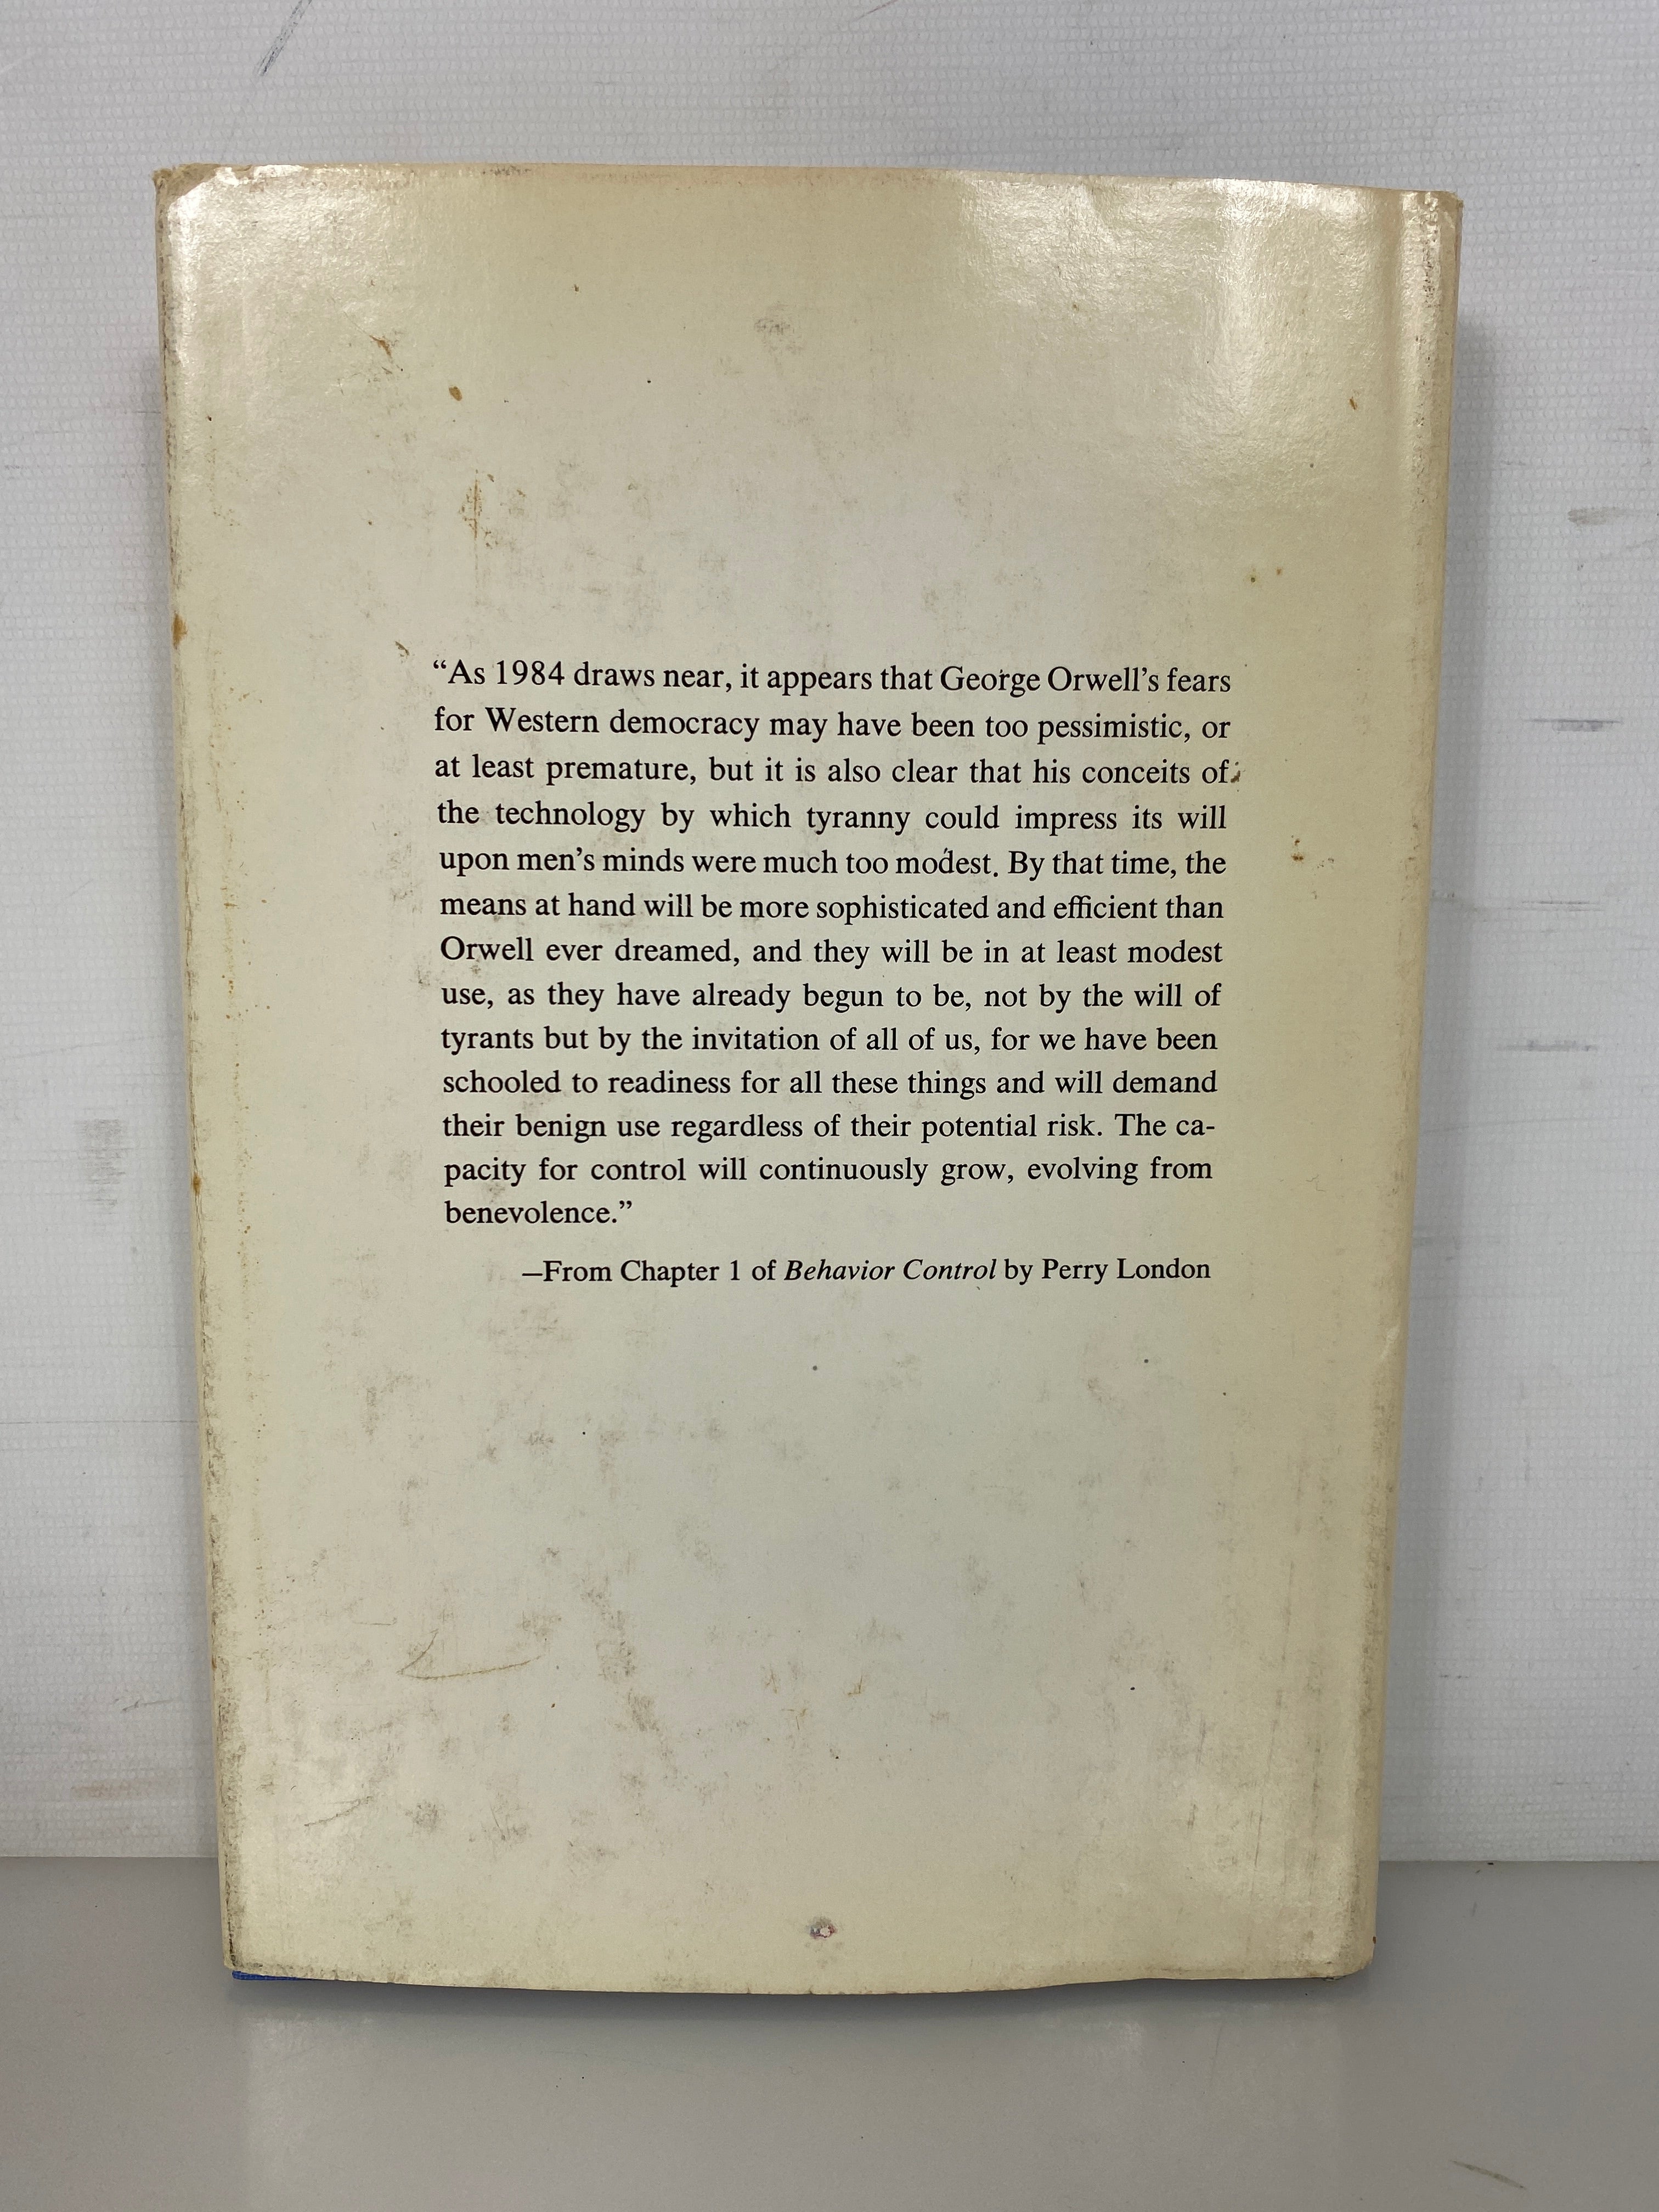 “As 1984 draws near, it appears that George Orwell’s fears
for Western democracy may have been too pessimistic, or
at least premature, but it is also clear that his conceits of
the technology by which tyranny could impress its will
upon men’s minds were much too modest. By that time, the
means at hand will be more sophisticated and efficient than
Orwell ever dreamed, and they will be in at least modest
use, as they have already begun to be, not by the will of
tyrants but by the invitation of all of us, for we have been
schooled to readiness for all these things and will demand
their benign use regardless of their potential risk. The ca-
pacity for control will continuously grow, evolving from
benevolence.”
—From Chapter 1 of Behavior Control by Perry London